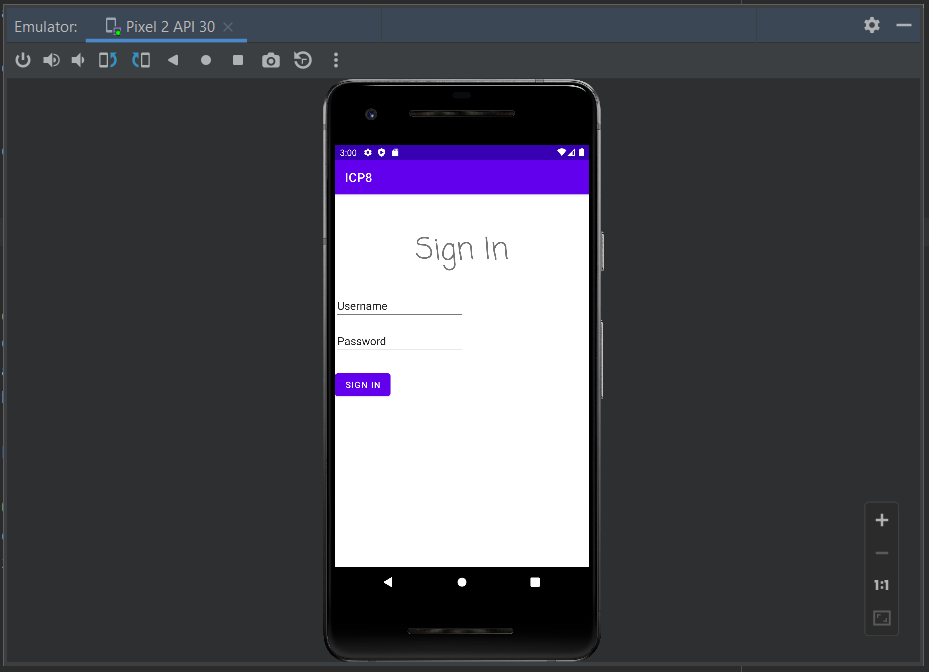 Emulator: Pixel 2 API 30
3:00
ICP8
Sign In
Username
Password
SIGN IN
1:1